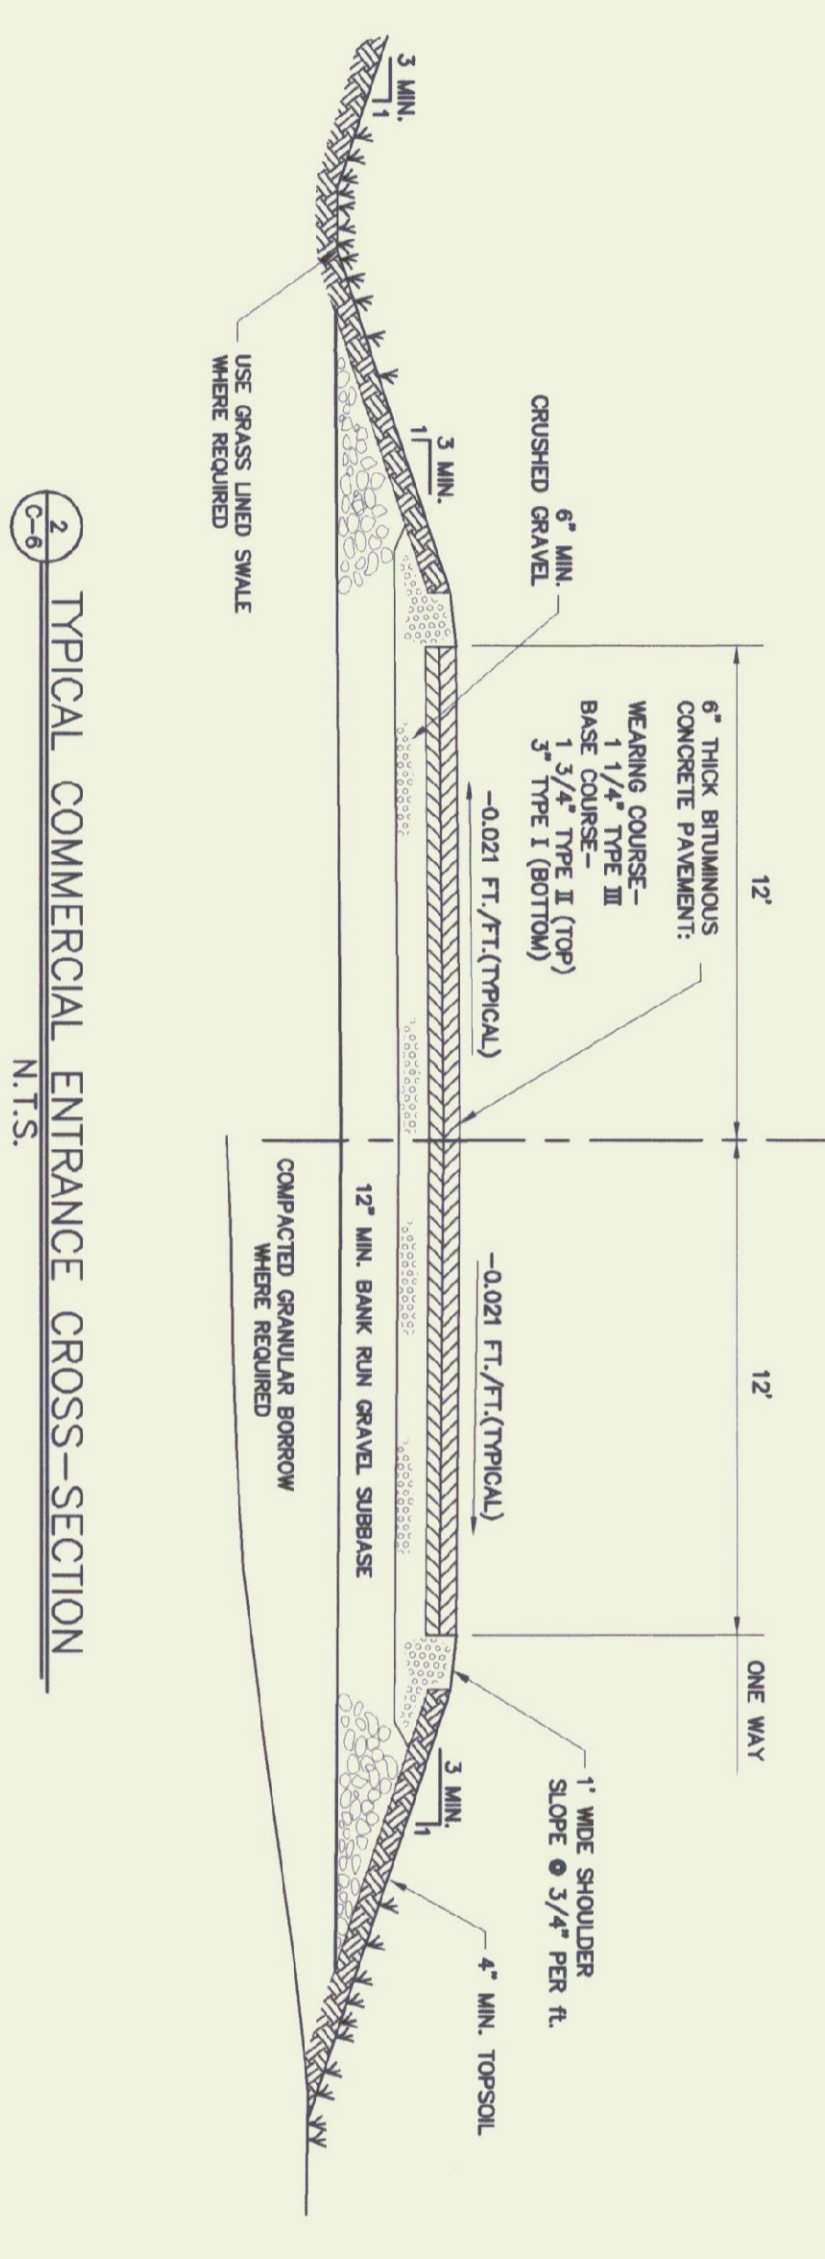 12'
12'
ONE WAY
6" THICK BITUMINOUS
CONCRETE PAVEMENT:
WEARING COURSE-
1 1/4" TYPE III
BASE COURSE-
1 3/4" TYPE II (TOP)
3" TYPE I (BOTTOM)
6" MIN.
CRUSHED GRAVEL
1' WIDE SHOULDER
SLOPE @ 3/4" PER ft.
-0.021 FT./FT.(TYPICAL)
-0.021 FT./FT.(TYPICAL)
4" MIN. TOPSOIL
3 MIN.
1
3 MIN.
1
3 MIN.
1
12" MIN. BANK RUN GRAVEL SUBBASE
COMPACTED GRANULAR BORROW
WHERE REQUIRED
USE GRASS LINED SWALE
WHERE REQUIRED
2
C-6
TYPICAL COMMERCIAL ENTRANCE CROSS-SECTION
N.T.S.